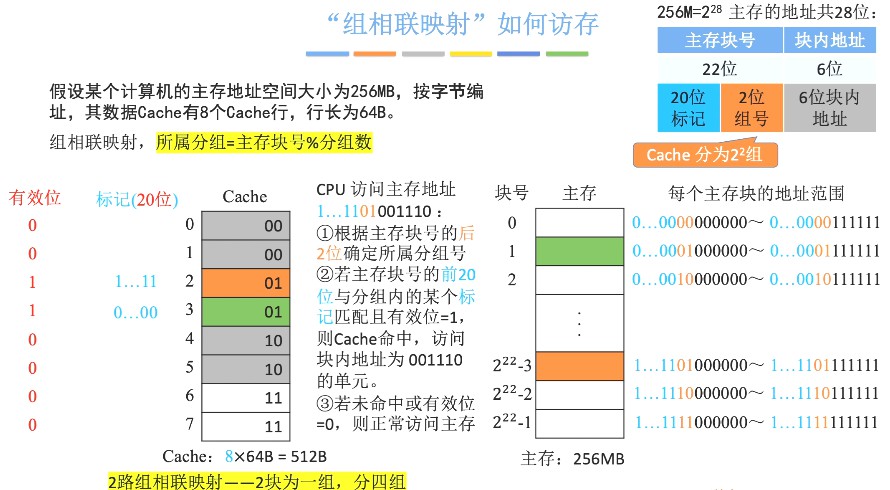 “组相联映射”如何访存
256M=2²⁸ 主存的地址共28位：
主存块号 块内地址
22位 6位
20位标记 2位组号 6位块内地址
Cache 分为2²组
假设某个计算机的主存地址空间大小为256MB，按字节编
址，其数据Cache有8个Cache行，行长为64B。
组相联映射，所属分组=主存块号%分组数
有效位 标记(20位) Cache
0 0 00
0 1 00
1 1…11 2 01
1 0…00 3 01
0 4 10
0 5 10
0 6 11
0 7 11
Cache：8×64B = 512B
2路组相联映射——2块为一组，分四组
CPU 访问主存地址
1…1101001110：
①根据主存块号的后
2位确定所属分组号
②若主存块号的前20
位与分组内的某个标
记匹配且有效位=1，
则Cache命中，访问
块内地址为 001110
的单元。
③若未命中或有效位
=0，则正常访问主存
块号 主存 每个主存块的地址范围
0 0…0000000000～ 0…0000111111
1 0…0001000000～ 0…0001111111
2 0…0010000000～ 0…0010111111
⋮
2²²-3 1…1101000000～ 1…1101111111
2²²-2 1…1110000000～ 1…1110111111
2²²-1 1…1111000000～ 1…1111111111
主存：256MB